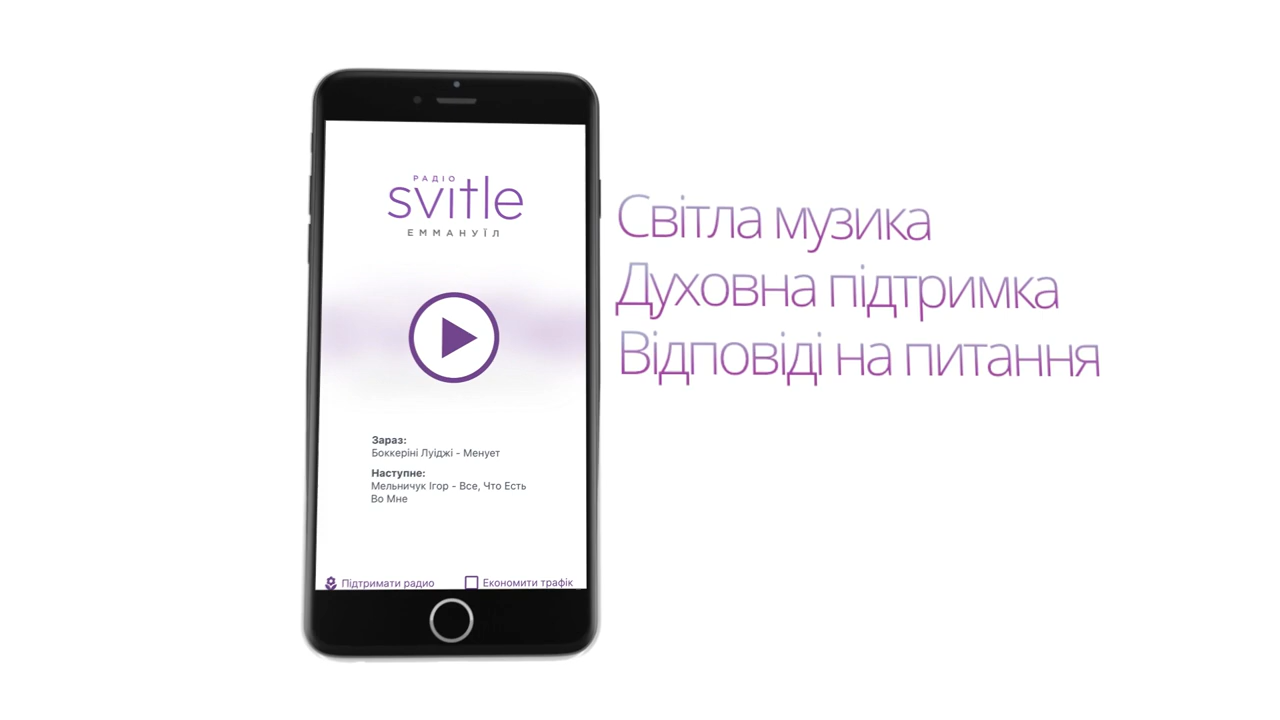 РАДІО
svitle
ЕММАНУЇЛ
Зараз:
Боккеріні Луїджі - Менует
Наступне:
Мельничук Ігор - Все, Что Есть
Во Мне
Підтримати радио
Економити трафік
Світла музика
Духовна підтримка
Відповіді на питання